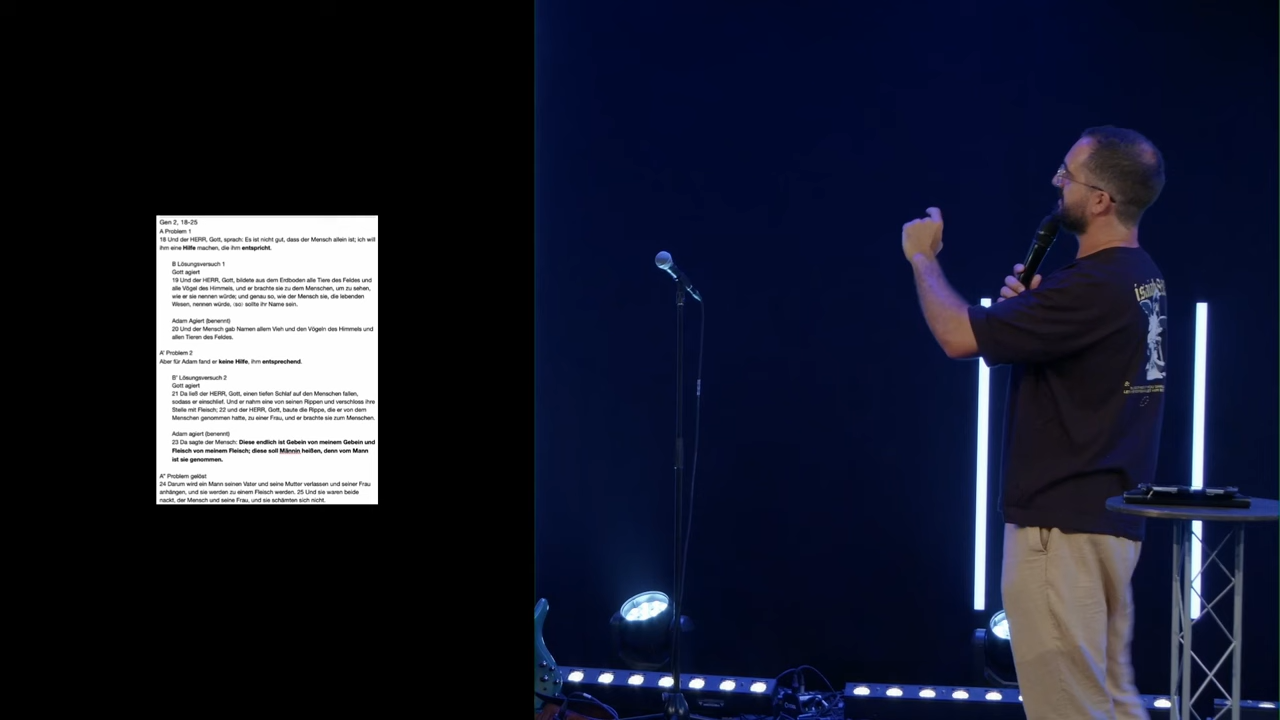 Gen 2, 18-25
A Problem 1
18 Und der HERR, Gott, sprach: Es ist nicht gut, dass der Mensch allein ist; ich will
ihm eine Hilfe machen, die ihm entspricht.
B Lösungsversuch 1
Gott agiert
19 Und der HERR, Gott, bildete aus dem Erdboden alle Tiere des Feldes und
alle Vögel des Himmels, und er brachte sie zu dem Menschen, um zu sehen,
wie er sie nennen würde; und genau so, wie der Mensch sie, die lebenden
Wesen, nennen würde, ‹so› sollte ihr Name sein.
Adam Agiert (benennt)
20 Und der Mensch gab Namen allem Vieh und den Vögeln des Himmels und
allen Tieren des Feldes.
A' Problem 2
Aber für Adam fand er keine Hilfe, ihm entsprechend.
B' Lösungsversuch 2
Gott agiert
21 Da ließ der HERR, Gott, einen tiefen Schlaf auf den Menschen fallen,
sodass er einschlief. Und er nahm eine von seinen Rippen und verschloss ihre
Stelle mit Fleisch; 22 und der HERR, Gott, baute die Rippe, die er von dem
Menschen genommen hatte, zu einer Frau, und er brachte sie zum Menschen.
Adam agiert (benennt)
23 Da sagte der Mensch: Diese endlich ist Gebein von meinem Gebein und
Fleisch von meinem Fleisch; diese soll Männin heißen, denn vom Mann
ist sie genommen.
A'' Problem gelöst
24 Darum wird ein Mann seinen Vater und seine Mutter verlassen und seiner Frau
anhängen, und sie werden zu einem Fleisch werden. 25 Und sie waren beide
nackt, der Mensch und seine Frau, und sie schämten sich nicht.